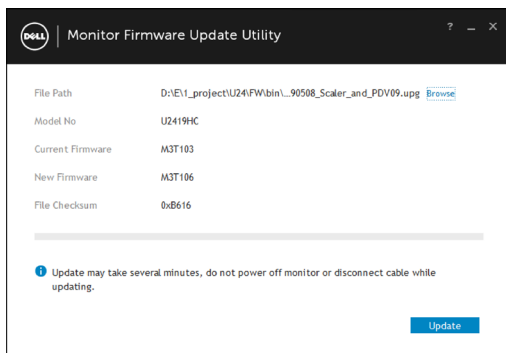 DELL
Monitor Firmware Update Utility
? _ X
File Path D:\E\1_project\U24\FW\bin\...90508_Scaler_and_PDV09.upg Browse
Model No U2419HC
Current Firmware M3T103
New Firmware M3T106
File Checksum 0xB616
i Update may take several minutes, do not power off monitor or disconnect cable while
updating.
Update